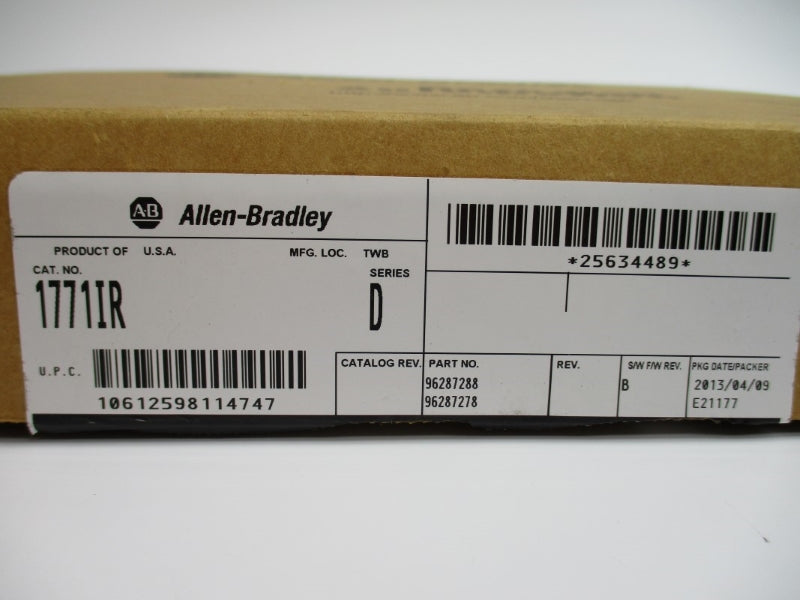 AB Allen-Bradley
PRODUCT OF U.S.A. MFG. LOC. TWB
CAT. NO. SERIES
1771IR D
U.P.C.
10612598114747
*25634489*
CATALOG REV. PART NO. REV. S/W F/W REV. PKG DATE/PACKER
96287288 B 2013/04/09
96287278 E21177